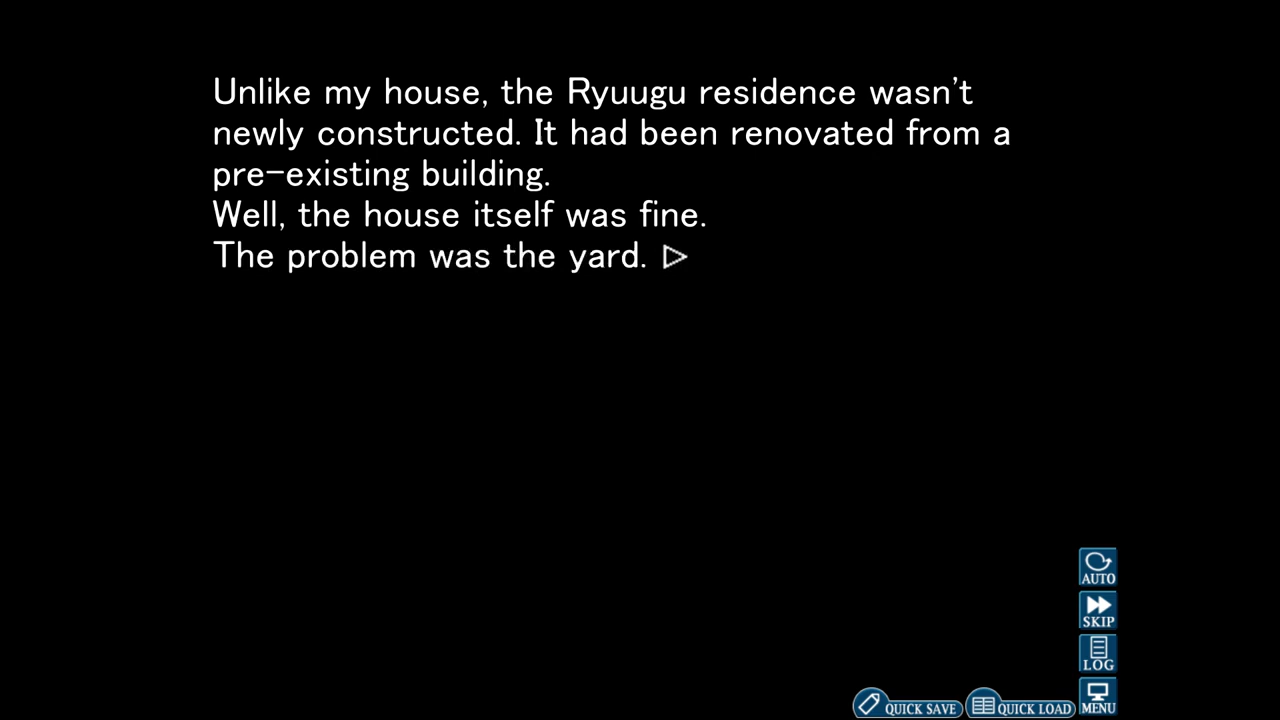 Unlike my house, the Ryuugu residence wasn't
newly constructed. It had been renovated from a
pre-existing building.
Well, the house itself was fine.
The problem was the yard.
AUTO
SKIP
LOG
MENU
QUICK SAVE
QUICK LOAD